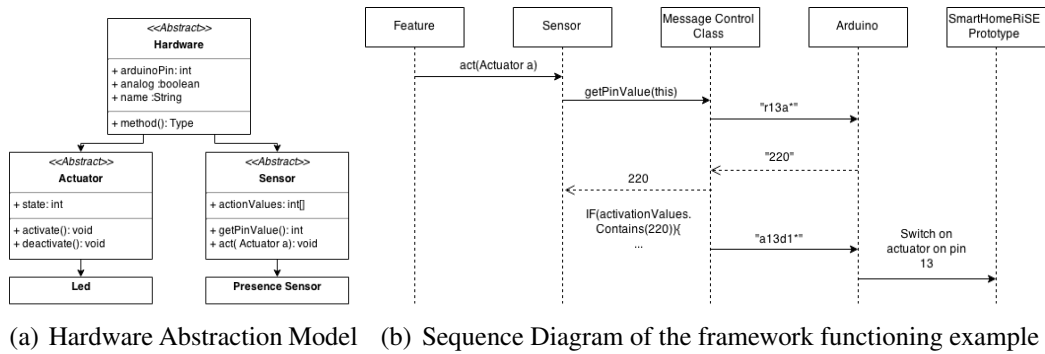 <<Abstract>>
Hardware
+ arduinoPin: int
+ analog :boolean
+ name :String
+ method(): Type
<<Abstract>>
Actuator
+ state: int
+ activate(): void
+ deactivate(): void
Led
<<Abstract>>
Sensor
+ actionValues: int[]
+ getPinValue(): int
+ act( Actuator a): void
Presence Sensor
(a) Hardware Abstraction Model
Feature
Sensor
Message Control
Class
Arduino
SmartHomeRiSE
Prototype
act(Actuator a)
getPinValue(this)
"r13a*"
"220"
220
IF(activationValues.
Contains(220)){
...
"a13d1*"
Switch on
actuator on pin
13
(b) Sequence Diagram of the framework functioning example